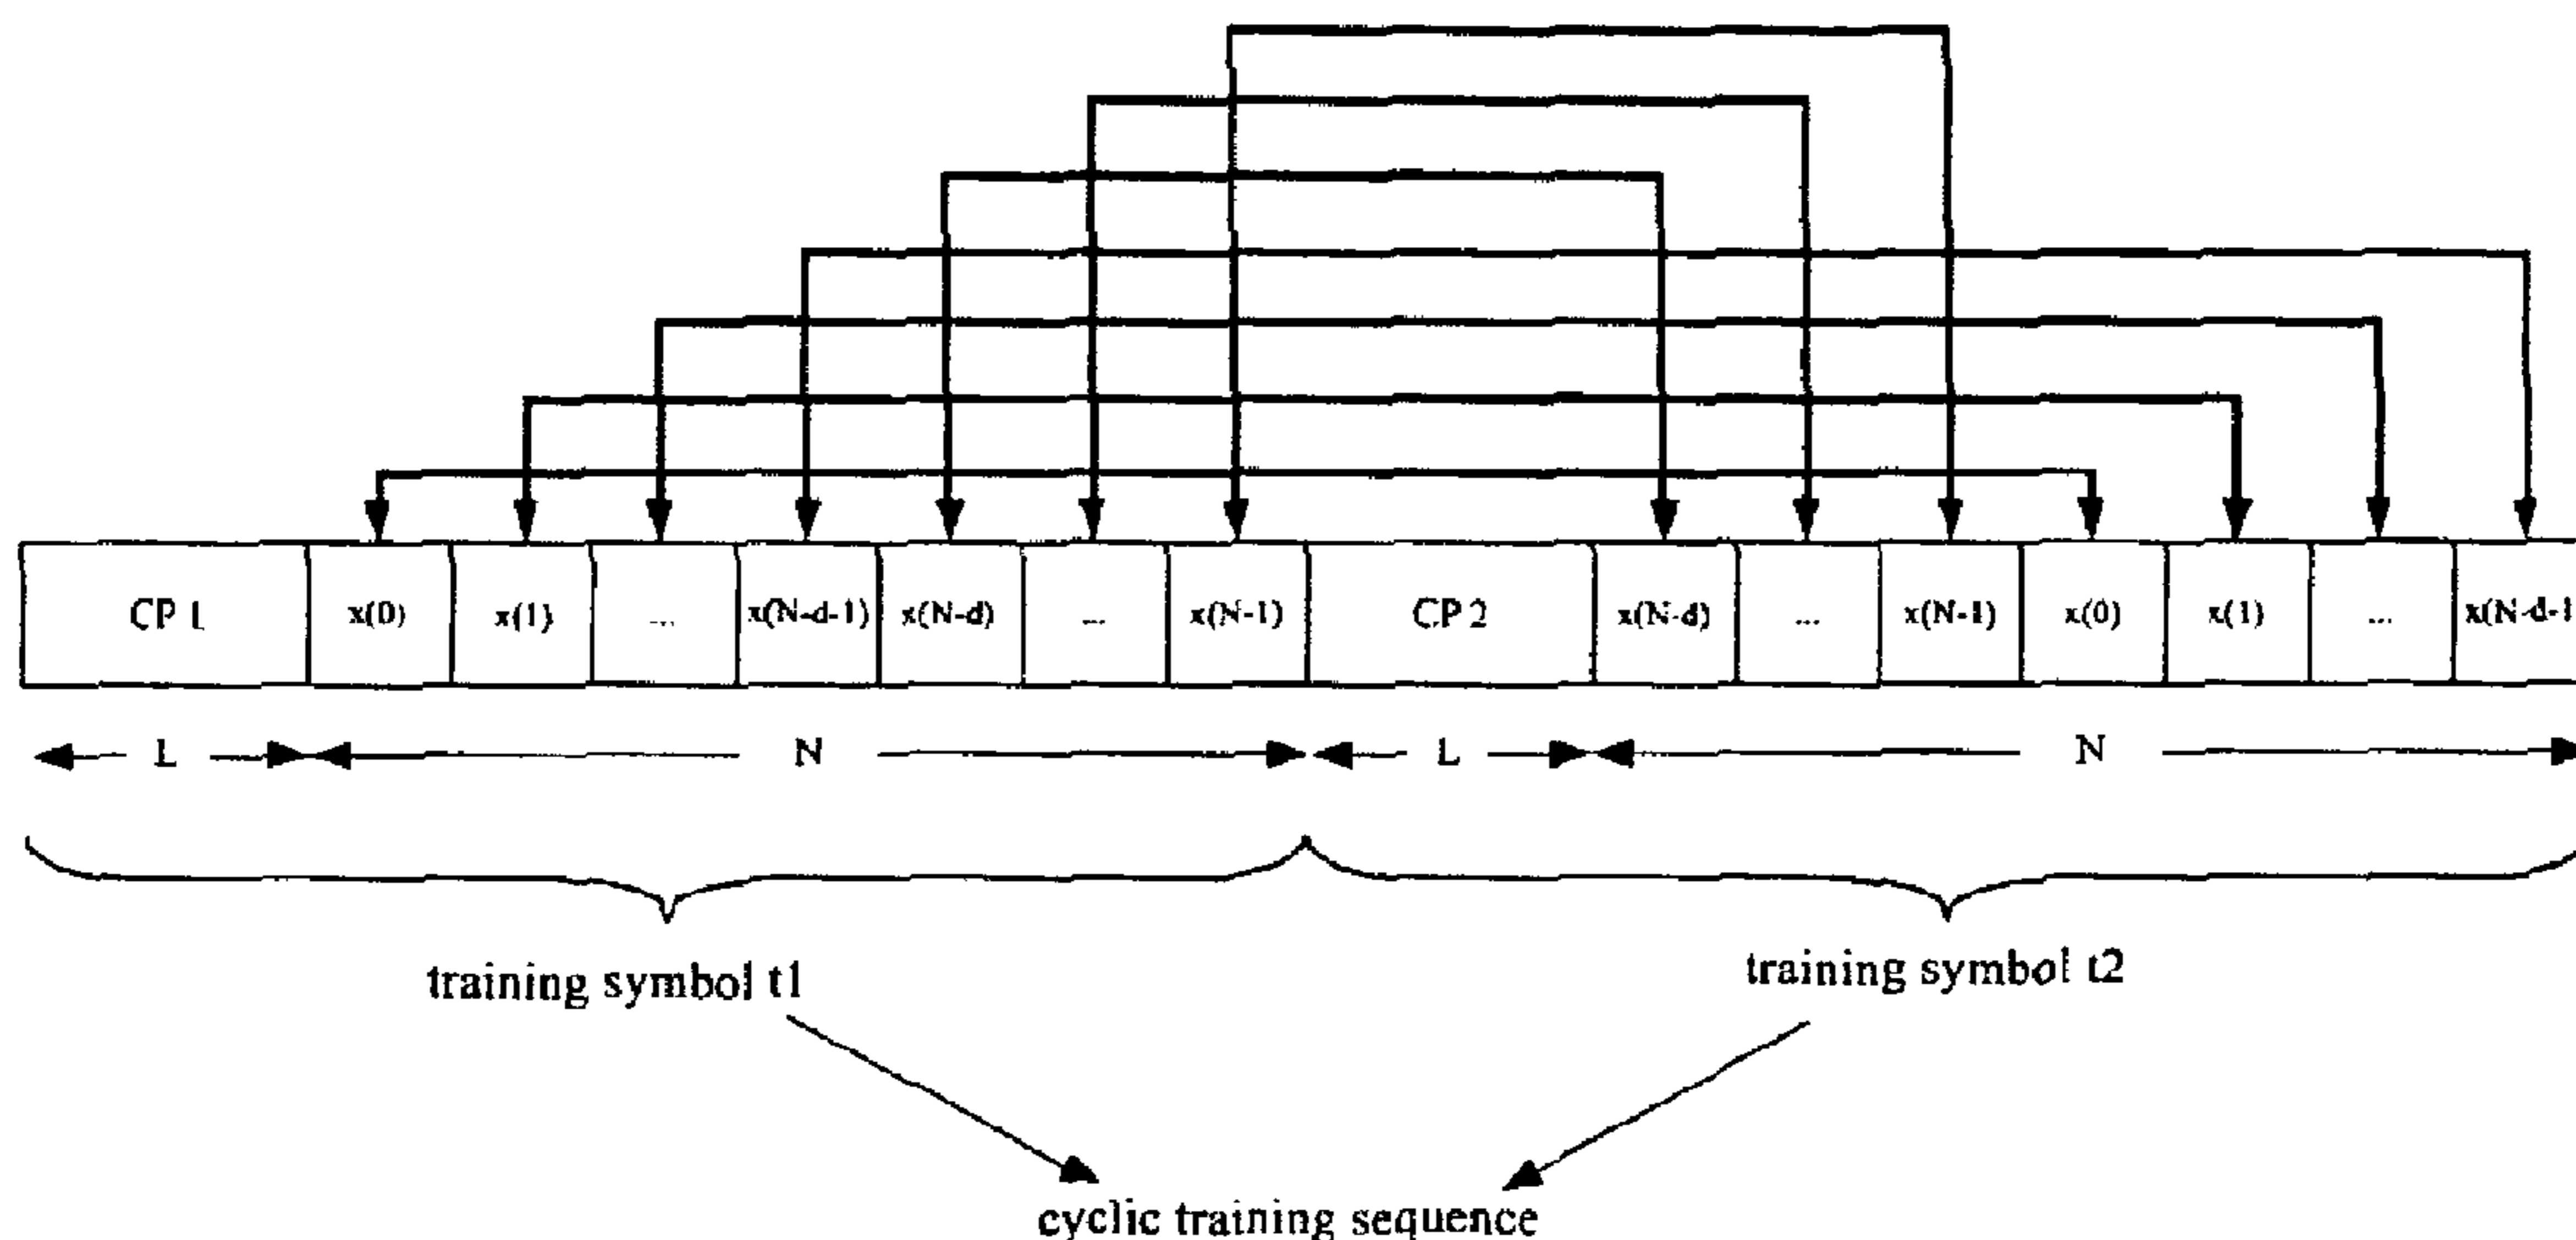 CP 1 x(0) x(1) ... x(N-d-1) x(N-d) ... x(N-1) CP 2 x(N-d) ... x(N-1) x(0) x(1) ... x(N-d-1
L N L N
training symbol t1 training symbol t2
cyclic training sequence